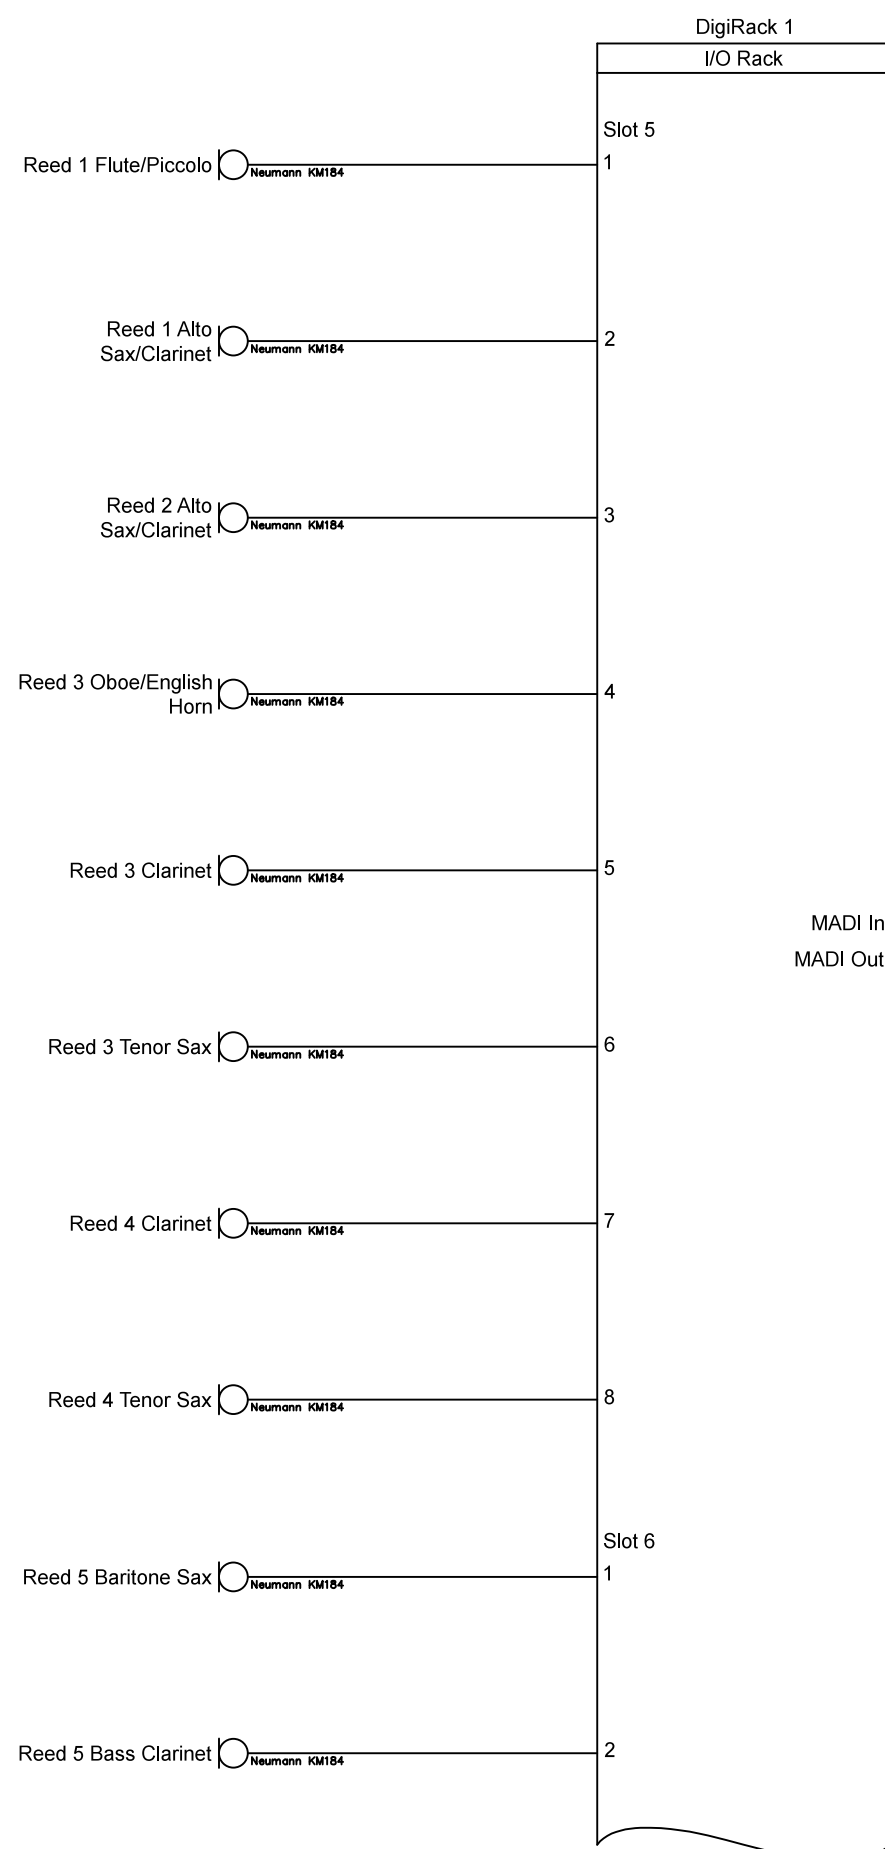 DigiRack 1
I/O Rack
Slot 5
Reed 1 Flute/Piccolo
Neumann KM184
1
Reed 1 Alto
Sax/Clarinet
Neumann KM184
2
Reed 2 Alto
Sax/Clarinet
Neumann KM184
3
Reed 3 Oboe/English
Horn
Neumann KM184
4
Reed 3 Clarinet
Neumann KM184
5
MADI In
MADI Out
Reed 3 Tenor Sax
Neumann KM184
6
Reed 4 Clarinet
Neumann KM184
7
Reed 4 Tenor Sax
Neumann KM184
8
Slot 6
Reed 5 Baritone Sax
Neumann KM184
1
Reed 5 Bass Clarinet
Neumann KM184
2